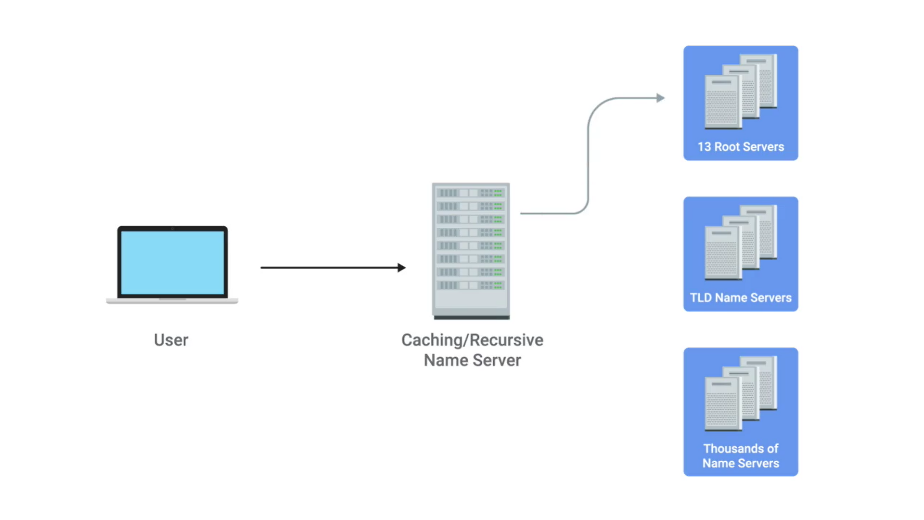 13 Root Servers
TLD Name Servers
User
Caching/Recursive
Name Server
Thousands of
Name Servers